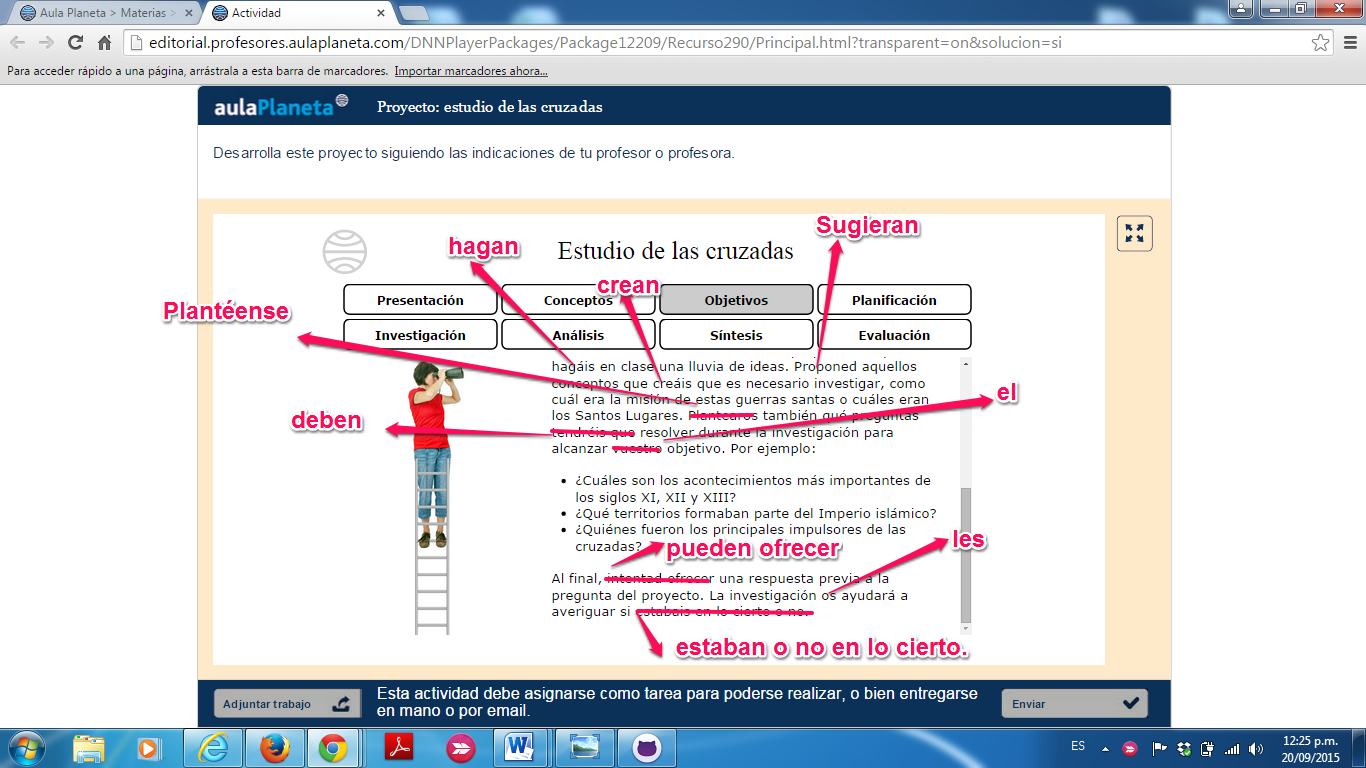 Aula Planeta > Materias >
Actividad
editorial.profesores.aulaplaneta.com/DNNPlayerPackages/Package12209/Recurso290/Principal.html?transparent=on&solucion=si
Para acceder rápido a una página, arrástrala a esta barra de marcadores. Importar marcadores ahora...
aulaPlaneta Proyecto: estudio de las cruzadas
Desarrolla este proyecto siguiendo las indicaciones de tu profesor o profesora.
Sugieran
hagan
Estudio de las cruzadas
crean
Presentación Conceptos Objetivos Planificación
Plantéense
Investigación Análisis Síntesis Evaluación
hagáis en clase una lluvia de ideas. Proponed aquellos
conceptos que creáis que es necesario investigar, como
cuál era la misión de estas guerras santas o cuáles eran
el
los Santos Lugares. Plantearos también qué preguntas
deben
tendréis que resolver durante la investigación para
alcanzar vuestro objetivo. Por ejemplo:
• ¿Cuáles son los acontecimientos más importantes de
los siglos XI, XII y XIII?
• ¿Qué territorios formaban parte del Imperio islámico?
• ¿Quiénes fueron los principales impulsores de las
cruzadas?
pueden ofrecer
les
Al final, intentad ofrecer una respuesta previa a la
pregunta del proyecto. La investigación os ayudará a
averiguar si estabais en lo cierto o no.
estaban o no en lo cierto.
Adjuntar trabajo
Esta actividad debe asignarse como tarea para poderse realizar, o bien entregarse
en mano o por email.
Enviar
ES
12:25 p.m.
20/09/2015